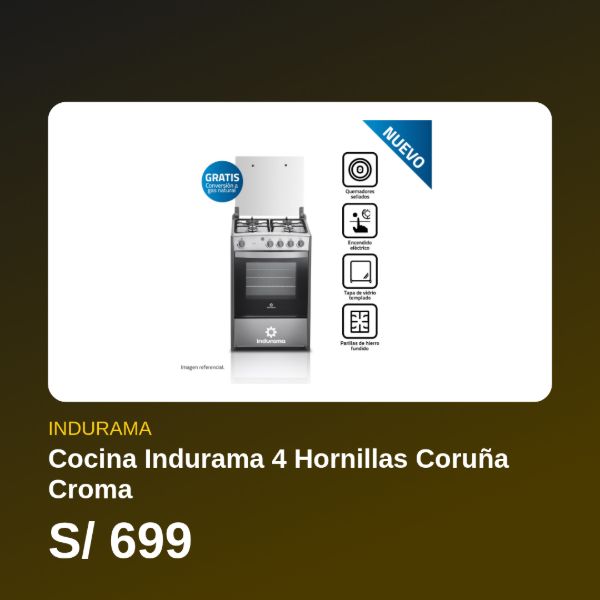 NUEVO
GRATIS
Conversión a
gas natural
Quemadores
sellados
Encendido
eléctrico
Tapa de vidrio
templado
Parillas de hierro
fundido
Indurama
Imagen referencial.
INDURAMA
Cocina Indurama 4 Hornillas Coruña
Croma
S/ 699